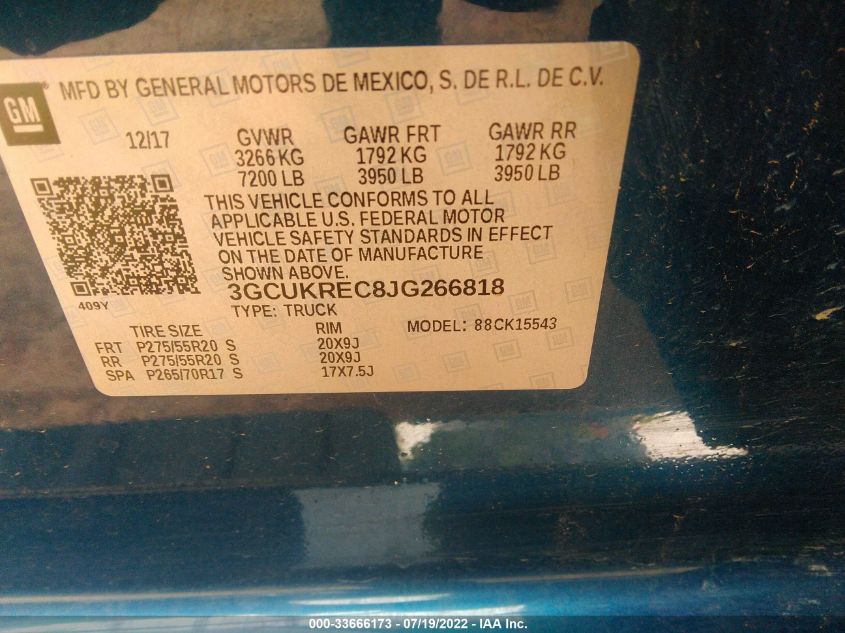 GM
MFD BY GENERAL MOTORS DE MEXICO, S. DE R.L. DE C.V.
12/17 GVWR GAWR FRT GAWR RR
3266 KG 1792 KG 1792 KG
7200 LB 3950 LB 3950 LB
THIS VEHICLE CONFORMS TO ALL
APPLICABLE U.S. FEDERAL MOTOR
VEHICLE SAFETY STANDARDS IN EFFECT
ON THE DATE OF MANUFACTURE
SHOWN ABOVE.
409Y
3GCUKREC8JG266818
TYPE: TRUCK
TIRE SIZE RIM MODEL: 88CK15543
FRT P275/55R20 S 20X9J
RR P275/55R20 S 20X9J
SPA P265/70R17 S 17X7.5J
000-33666173 - 07/19/2022 - IAA Inc.